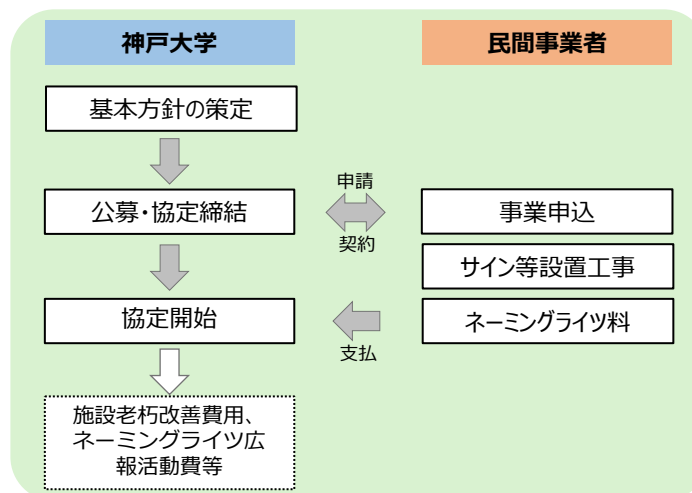 神戸大学
民間事業者
基本方針の策定
公募・協定締結
申請
契約
事業申込
サイン等設置工事
協定開始
支払
ネーミングライツ料
施設老朽改善費用、
ネーミングライツ広
報活動費等